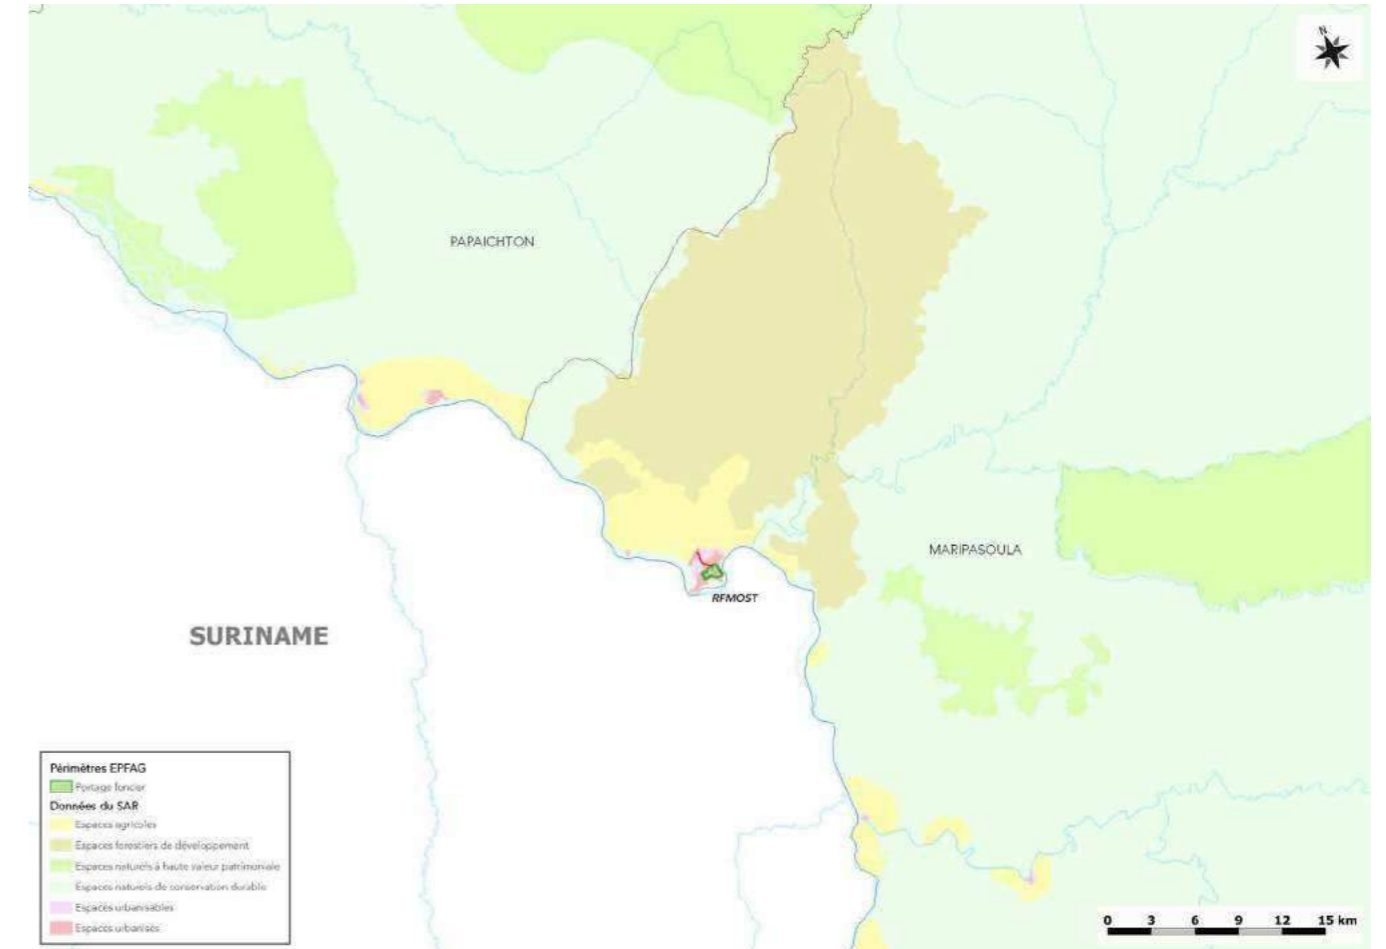 N
PAPAICHTON
MARIPASOULA
RFMOST
SURINAME
Périmètres EPFAG
Portage foncier
Données du SAR
Espaces agricoles
Espaces forestiers de développement
Espaces naturels à haute valeur patrimoniale
Espaces naturels de conservation durable
Espaces urbanisables
Espaces urbanisés
0 3 6 9 12 15 km